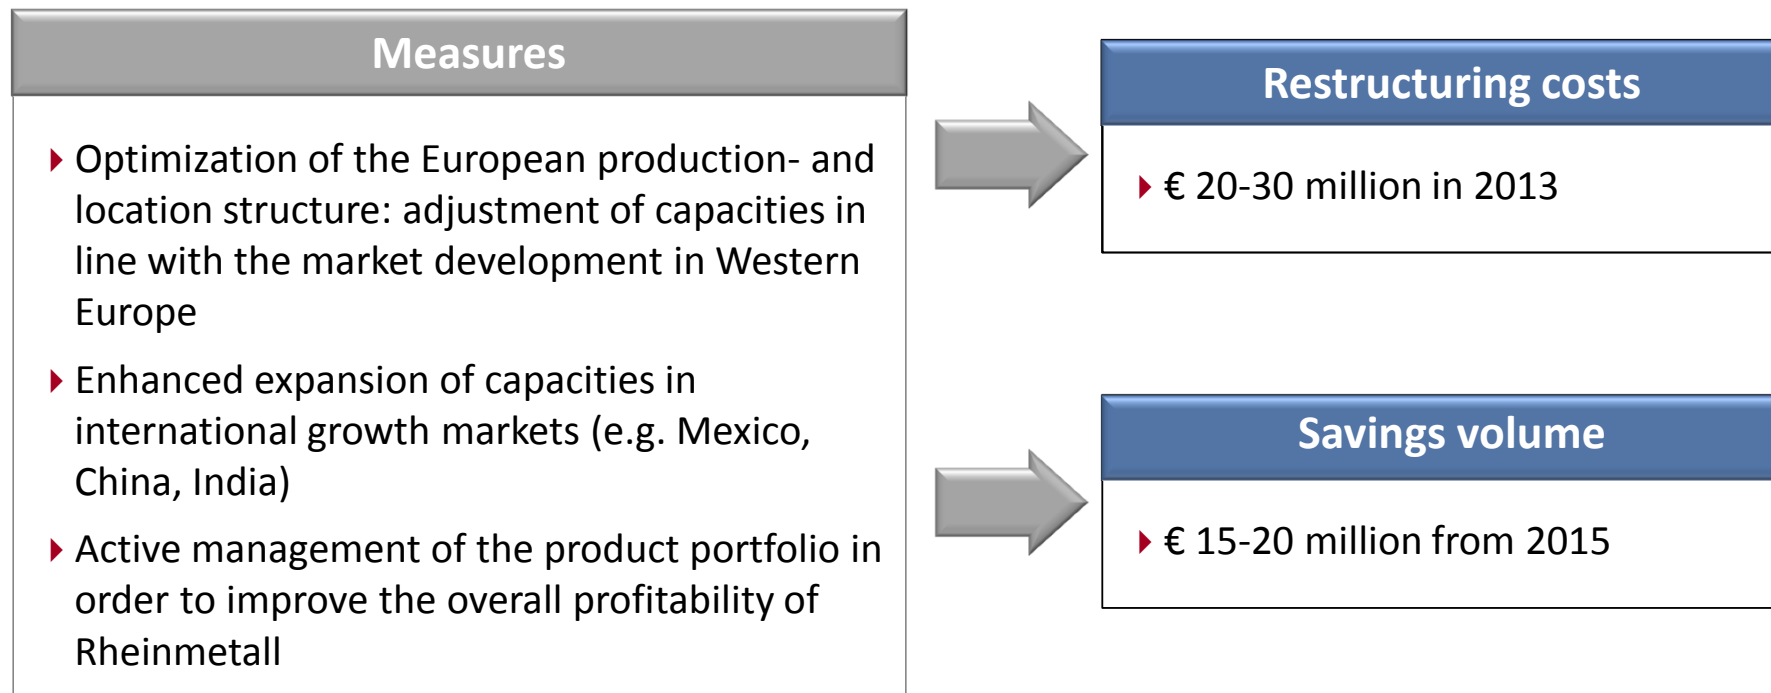 Measures
Optimization of the European production- and
location structure: adjustment of capacities in
line with the market development in Western
Europe
Enhanced expansion of capacities in
international growth markets (e.g. Mexico,
China, India)
Active management of the product portfolio in
order to improve the overall profitability of
Rheinmetall
Restructuring costs
€ 20-30 million in 2013
Savings volume
€ 15-20 million from 2015